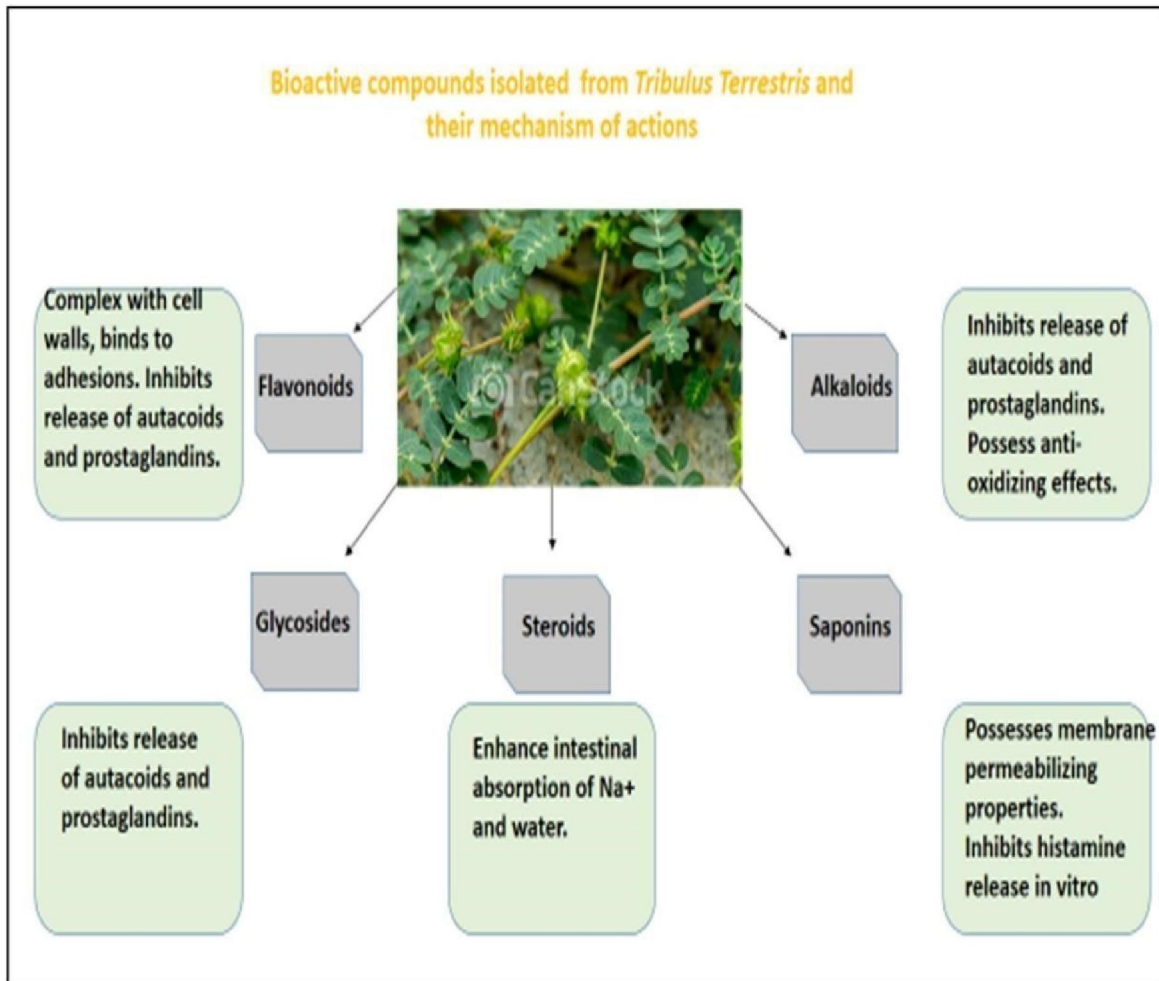 Bioactive compounds isolated from Tribulus Terrestris and
their mechanism of actions
Complex with cell
walls, binds to
adhesions. Inhibits
release of autacoids
and prostaglandins.
Flavonoids
CanStock
Alkaloids
Inhibits release of
autacoids and
prostaglandins.
Possess anti-
oxidizing effects.
Glycosides
Steroids
Saponins
Inhibits release
of autacoids and
prostaglandins.
Enhance intestinal
absorption of Na+
and water.
Possesses membrane
permeabilizing
properties.
Inhibits histamine
release in vitro